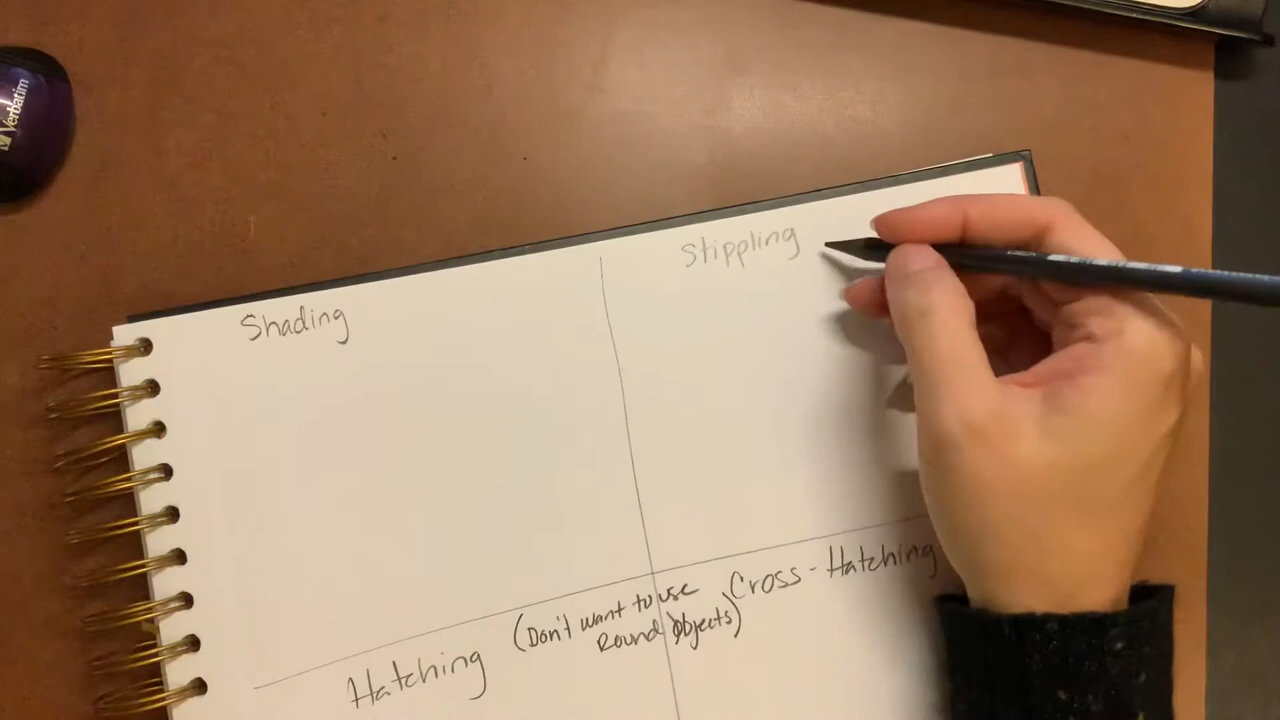 Verbatim
Stippling
Shading
Cross-Hatching
(Don't want to use
Round Objects)
Hatching